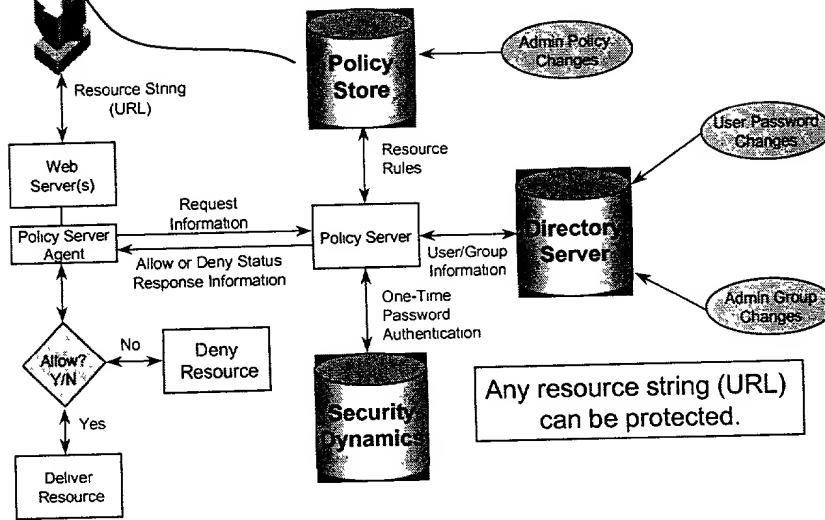 Policy
Store
Admin Policy
Changes
Resource String
(URL)
User Password
Changes
Web
Server(s)
Resource
Rules
Request
Information
Policy Server
Agent
Policy Server
Directory
Server
Allow or Deny Status
Response Information
User/Group
Information
One-Time
Password
Authentication
Admin Group
Changes
Allow?
Y/N
No
Deny
Resource
Yes
Security
Dynamics
Any resource string (URL)
can be protected.
Deliver
Resource